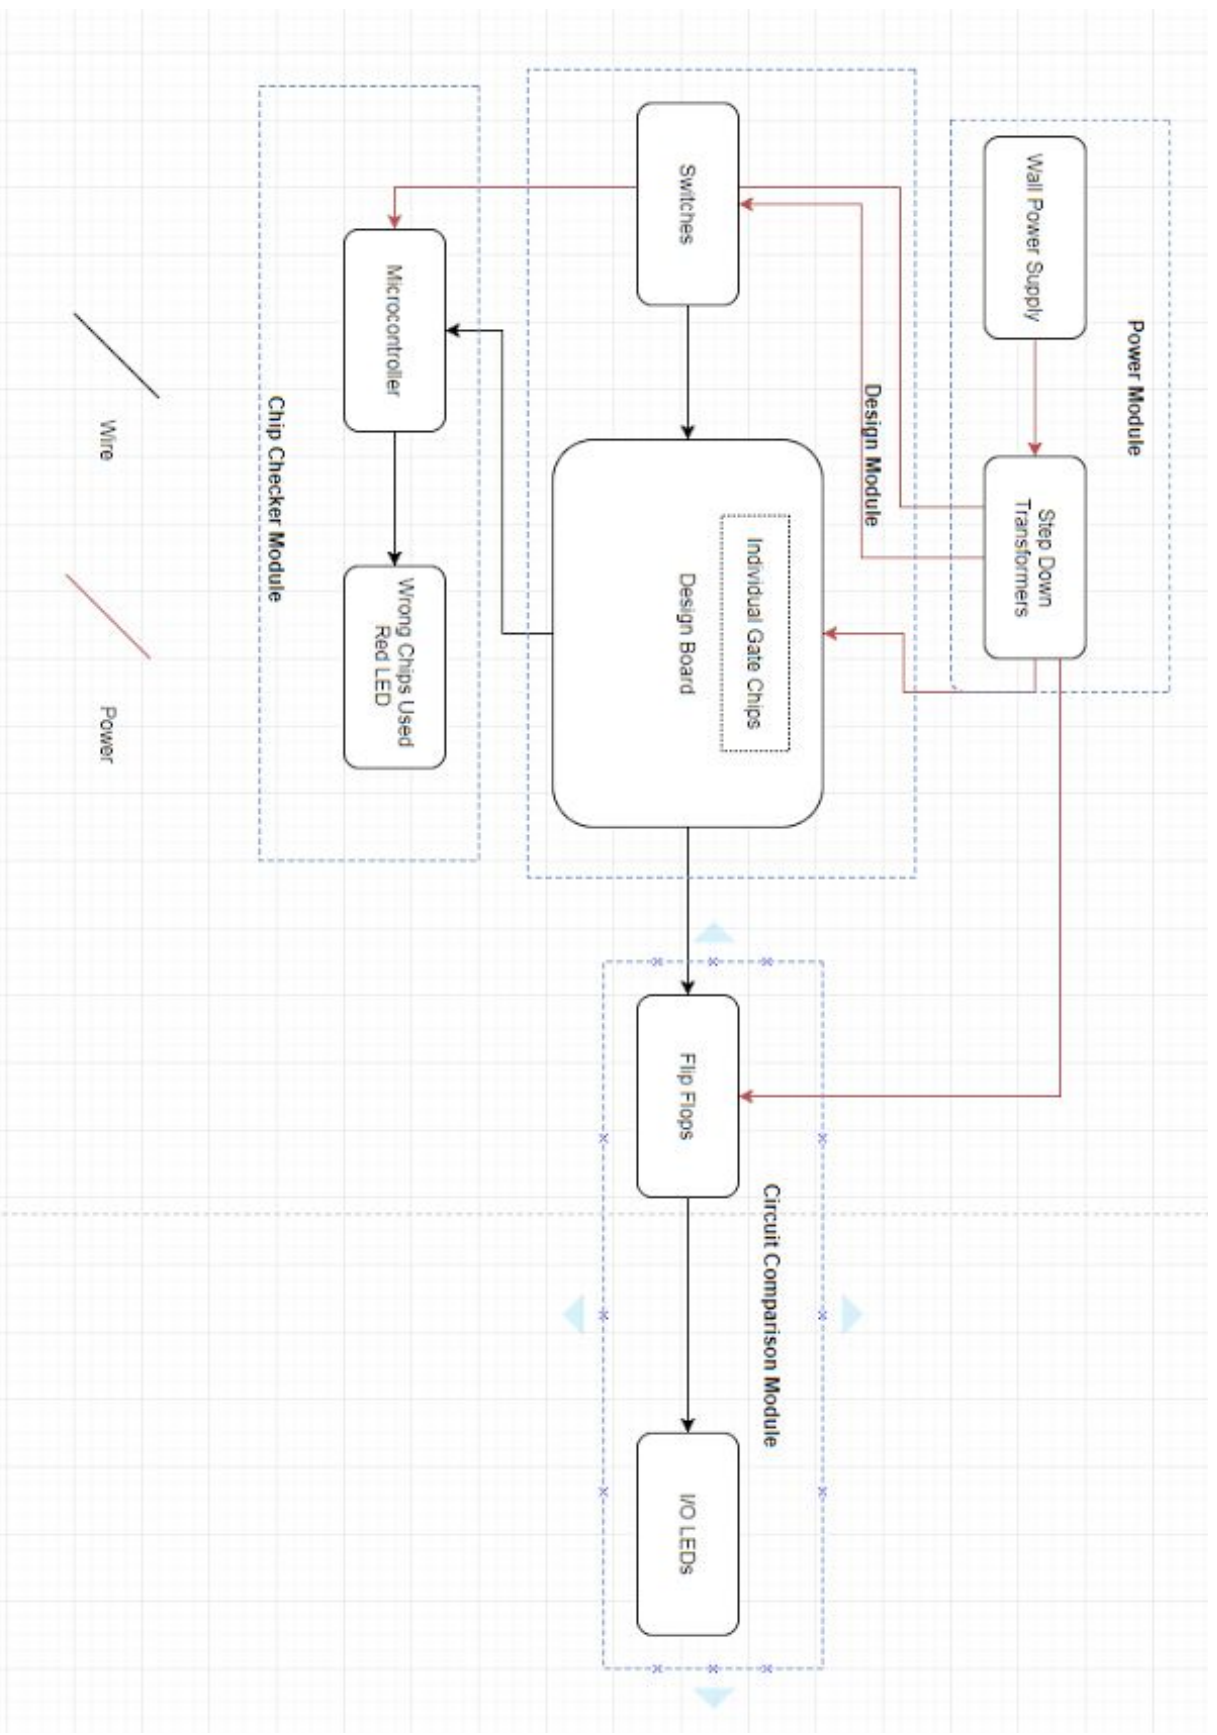 Power Module
Wall Power Supply
Step Down
Transformers
Design Module
Switches
Individual Gate Chips
Design Board
Circuit Comparison Module
Flip Flops
I/O LEDs
Microcontroller
Wrong Chips Used
Red LED
Chip Checker Module
Wire
Power